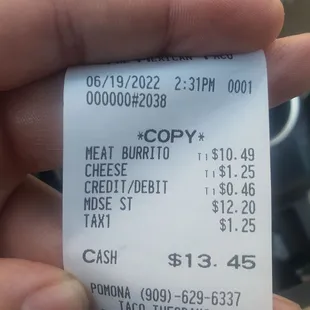 06/19/2022 2:31PM 0001
000000#2038
*COPY*
MEAT BURRITO T1 $10.49
CHEESE T1 $1.25
CREDIT/DEBIT T1 $0.46
MDSE ST $12.20
TAX1 $1.25
CASH $13.45
POMONA (909)-629-6337
TACO